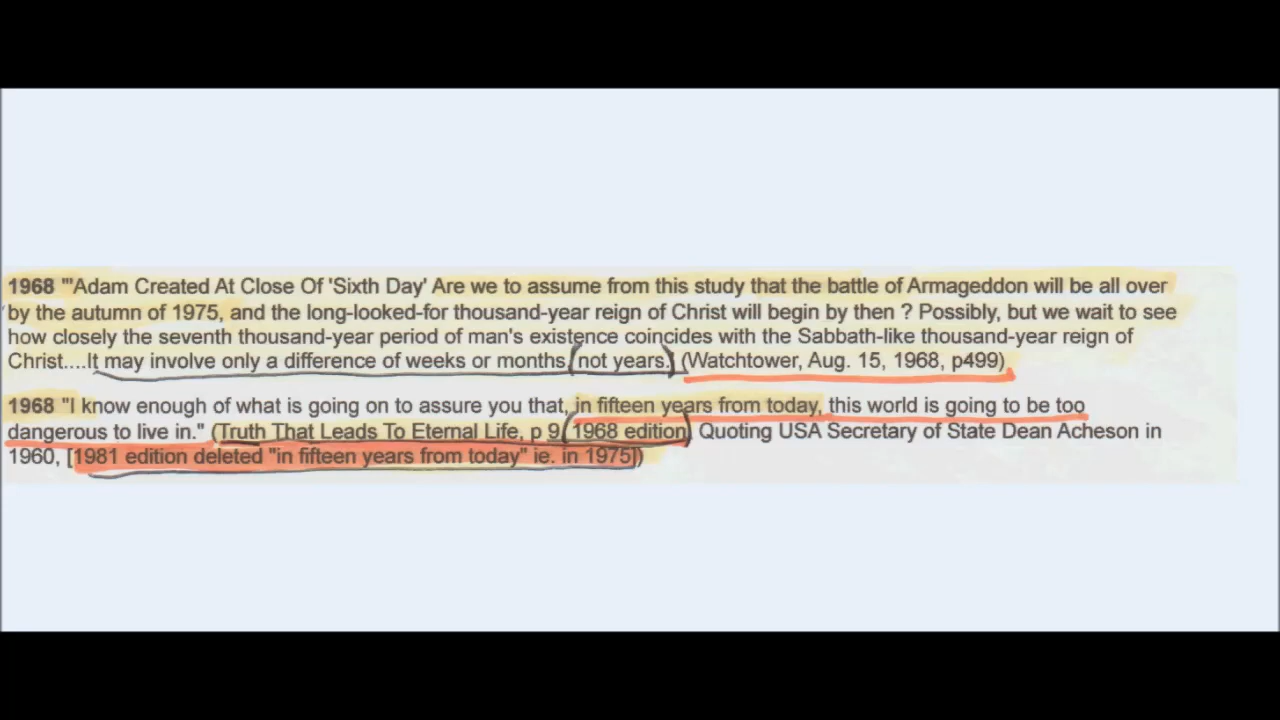 1968 "'Adam Created At Close Of 'Sixth Day' Are we to assume from this study that the battle of Armageddon will be all over
by the autumn of 1975, and the long-looked-for thousand-year reign of Christ will begin by then ? Possibly, but we wait to see
how closely the seventh thousand-year period of man's existence coincides with the Sabbath-like thousand-year reign of
Christ....It may involve only a difference of weeks or months (not years.) (Watchtower, Aug. 15, 1968, p499)
1968 "I know enough of what is going on to assure you that, in fifteen years from today, this world is going to be too
dangerous to live in." (Truth That Leads To Eternal Life, p 9 (1968 edition) Quoting USA Secretary of State Dean Acheson in
1960, [1981 edition deleted "in fifteen years from today" ie. in 1975])